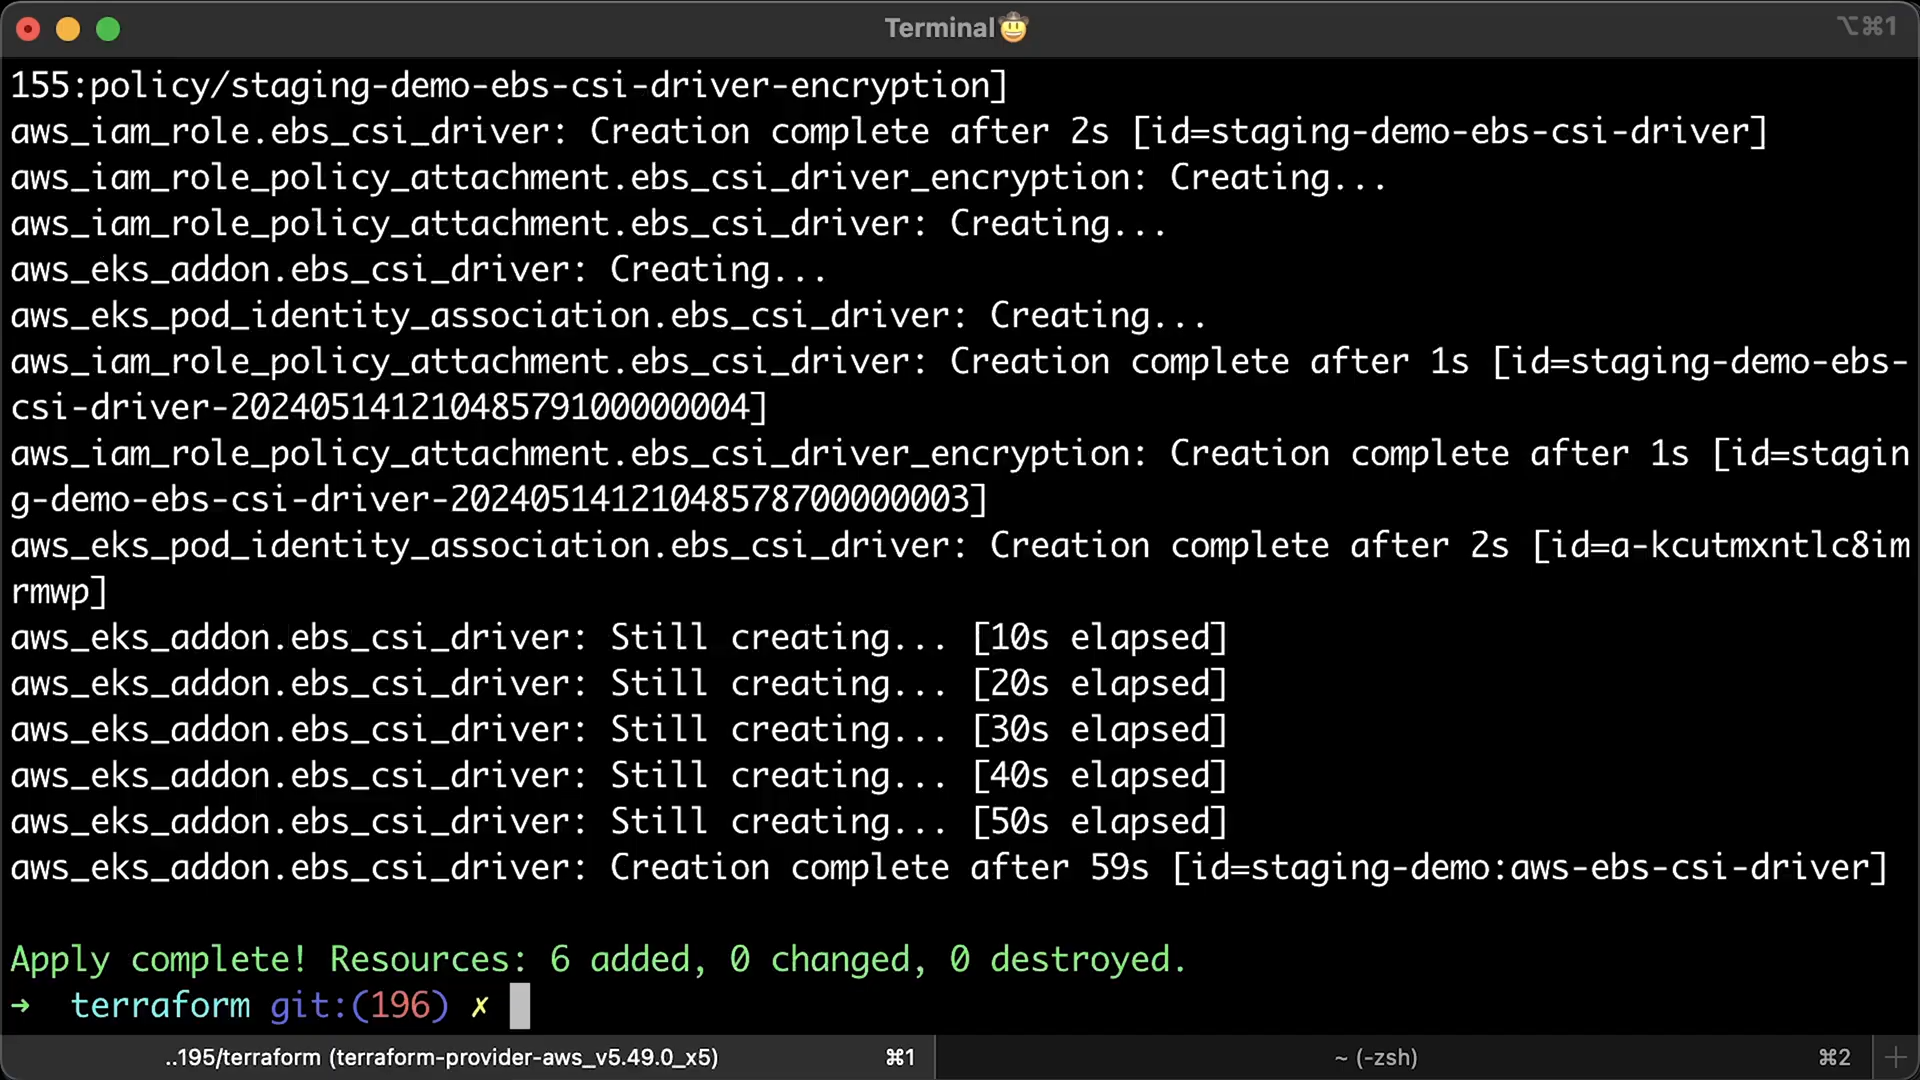 Terminal🤠
⌥⌘1
155:policy/staging-demo-ebs-csi-driver-encryption]
aws_iam_role.ebs_csi_driver: Creation complete after 2s [id=staging-demo-ebs-csi-driver]
aws_iam_role_policy_attachment.ebs_csi_driver_encryption: Creating...
aws_iam_role_policy_attachment.ebs_csi_driver: Creating...
aws_eks_addon.ebs_csi_driver: Creating...
aws_eks_pod_identity_association.ebs_csi_driver: Creating...
aws_iam_role_policy_attachment.ebs_csi_driver: Creation complete after 1s [id=staging-demo-ebs-
csi-driver-20240514121048579100000004]
aws_iam_role_policy_attachment.ebs_csi_driver_encryption: Creation complete after 1s [id=stagin
g-demo-ebs-csi-driver-20240514121048578700000003]
aws_eks_pod_identity_association.ebs_csi_driver: Creation complete after 2s [id=a-kcutmxntlc8im
rmwp]
aws_eks_addon.ebs_csi_driver: Still creating... [10s elapsed]
aws_eks_addon.ebs_csi_driver: Still creating... [20s elapsed]
aws_eks_addon.ebs_csi_driver: Still creating... [30s elapsed]
aws_eks_addon.ebs_csi_driver: Still creating... [40s elapsed]
aws_eks_addon.ebs_csi_driver: Still creating... [50s elapsed]
aws_eks_addon.ebs_csi_driver: Creation complete after 59s [id=staging-demo:aws-ebs-csi-driver]
Apply complete! Resources: 6 added, 0 changed, 0 destroyed.
→ terraform git:(196) ✗
..195/terraform (terraform-provider-aws_v5.49.0_x5) ⌘1
~ (-zsh) ⌘2 +